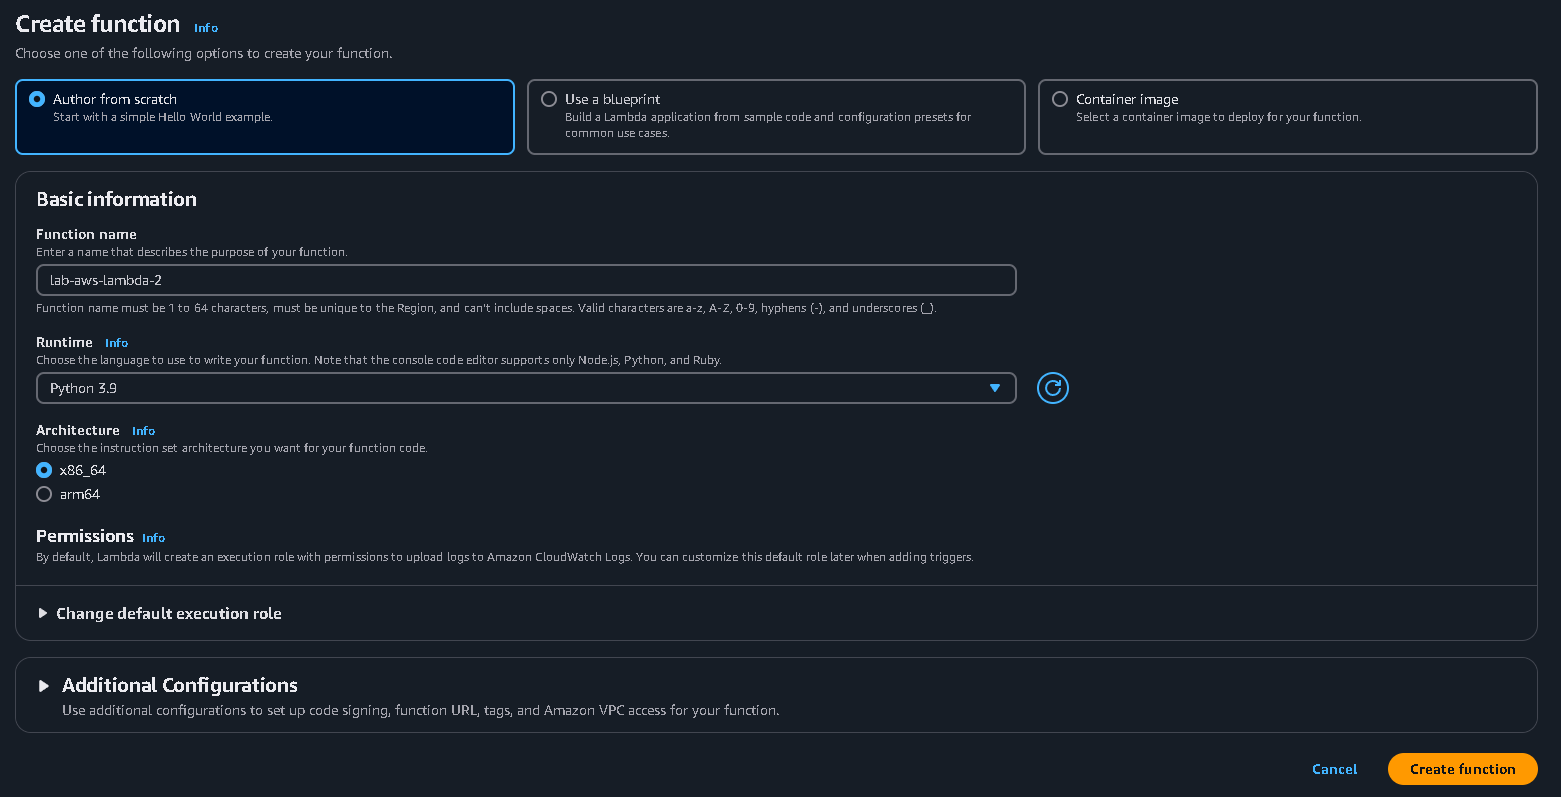 Create function Info
Choose one of the following options to create your function.
Author from scratch
Start with a simple Hello World example.
Use a blueprint
Build a Lambda application from sample code and configuration presets for
common use cases.
Container image
Select a container image to deploy for your function.
Basic information
Function name
Enter a name that describes the purpose of your function.
lab-aws-lambda-2
Function name must be 1 to 64 characters, must be unique to the Region, and can't include spaces. Valid characters are a-z, A-Z, 0-9, hyphens (-), and underscores (_).
Runtime Info
Choose the language to use to write your function. Note that the console code editor supports only Node.js, Python, and Ruby.
Python 3.9
Architecture Info
Choose the instruction set architecture you want for your function code.
x86_64
arm64
Permissions Info
By default, Lambda will create an execution role with permissions to upload logs to Amazon CloudWatch Logs. You can customize this default role later when adding triggers.
Change default execution role
Additional Configurations
Use additional configurations to set up code signing, function URL, tags, and Amazon VPC access for your function.
Cancel
Create function